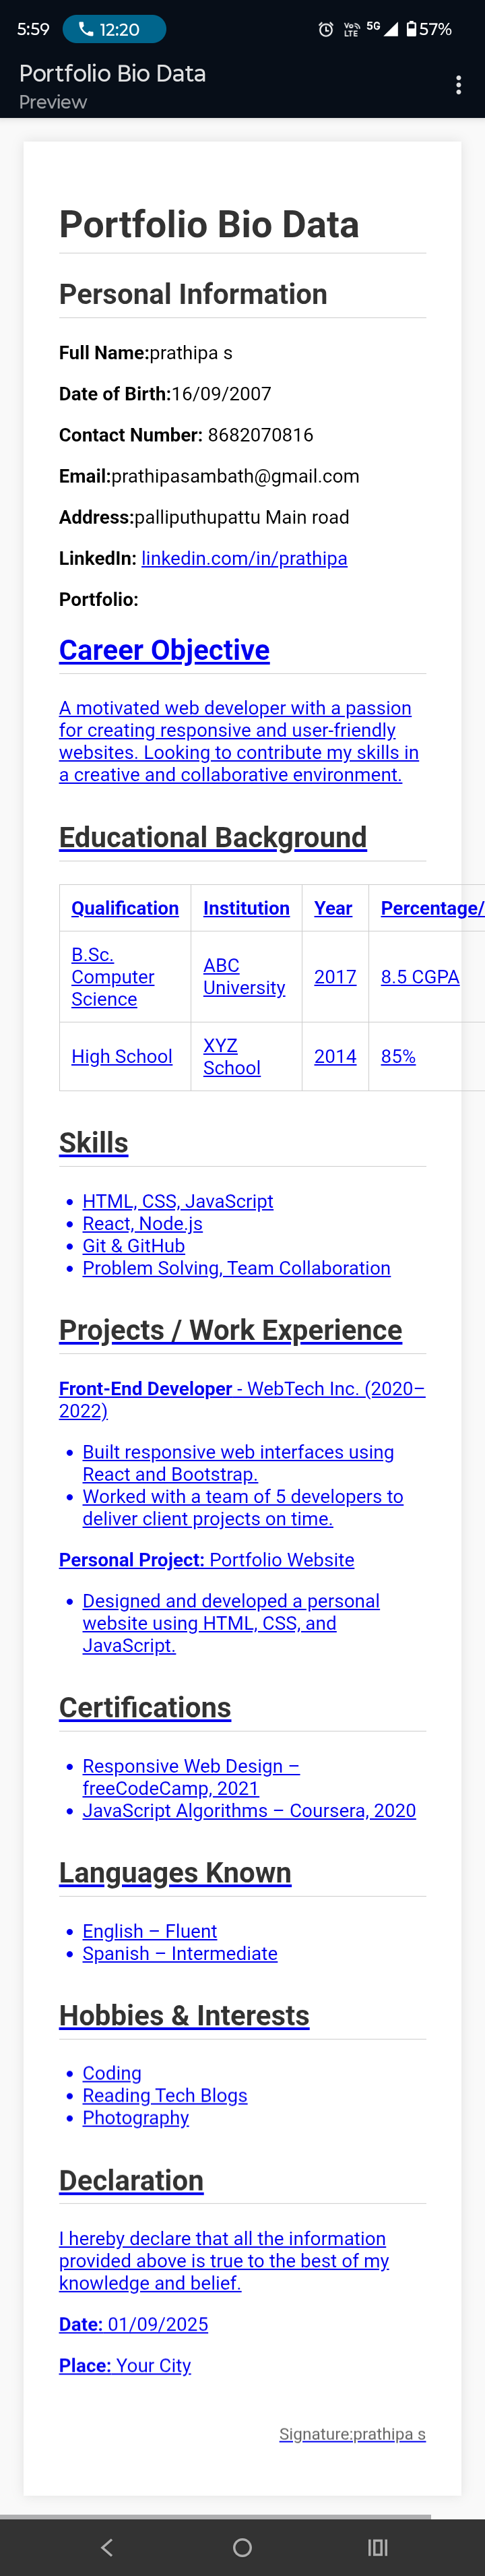 5:59 12:20 Vo LTE 5G 57%
Portfolio Bio Data
Preview
Portfolio Bio Data
Personal Information
Full Name:prathipa s
Date of Birth:16/09/2007
Contact Number: 8682070816
Email:prathipasambath@gmail.com
Address:palliputhupattu Main road
LinkedIn: linkedin.com/in/prathipa
Portfolio:
Career Objective
A motivated web developer with a passion
for creating responsive and user-friendly
websites. Looking to contribute my skills in
a creative and collaborative environment.
Educational Background
Qualification Institution Year Percentage/
B.Sc. Computer Science ABC University 2017 8.5 CGPA
High School XYZ School 2014 85%
Skills
• HTML, CSS, JavaScript
• React, Node.js
• Git & GitHub
• Problem Solving, Team Collaboration
Projects / Work Experience
Front-End Developer - WebTech Inc. (2020–
2022)
• Built responsive web interfaces using
React and Bootstrap.
• Worked with a team of 5 developers to
deliver client projects on time.
Personal Project: Portfolio Website
• Designed and developed a personal
website using HTML, CSS, and
JavaScript.
Certifications
• Responsive Web Design –
freeCodeCamp, 2021
• JavaScript Algorithms – Coursera, 2020
Languages Known
• English – Fluent
• Spanish – Intermediate
Hobbies & Interests
• Coding
• Reading Tech Blogs
• Photography
Declaration
I hereby declare that all the information
provided above is true to the best of my
knowledge and belief.
Date: 01/09/2025
Place: Your City
Signature:prathipa s